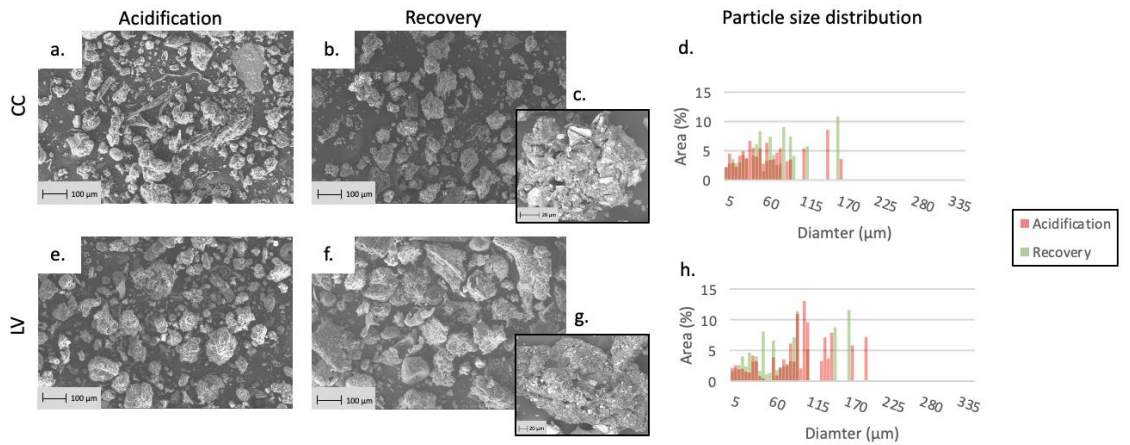 Acidification Recovery Particle size distribution
CC
a.
100 µm
b.
100 µm
c.
20 µm
d.
15
10
5
0
Area (%)
5 60 115 170 225 280 335
Diamter (µm)
Acidification
Recovery
LV
e.
100 µm
f.
100 µm
g.
20 µm
h.
15
10
5
0
Area (%)
5 60 115 170 225 280 335
Diamter (µm)